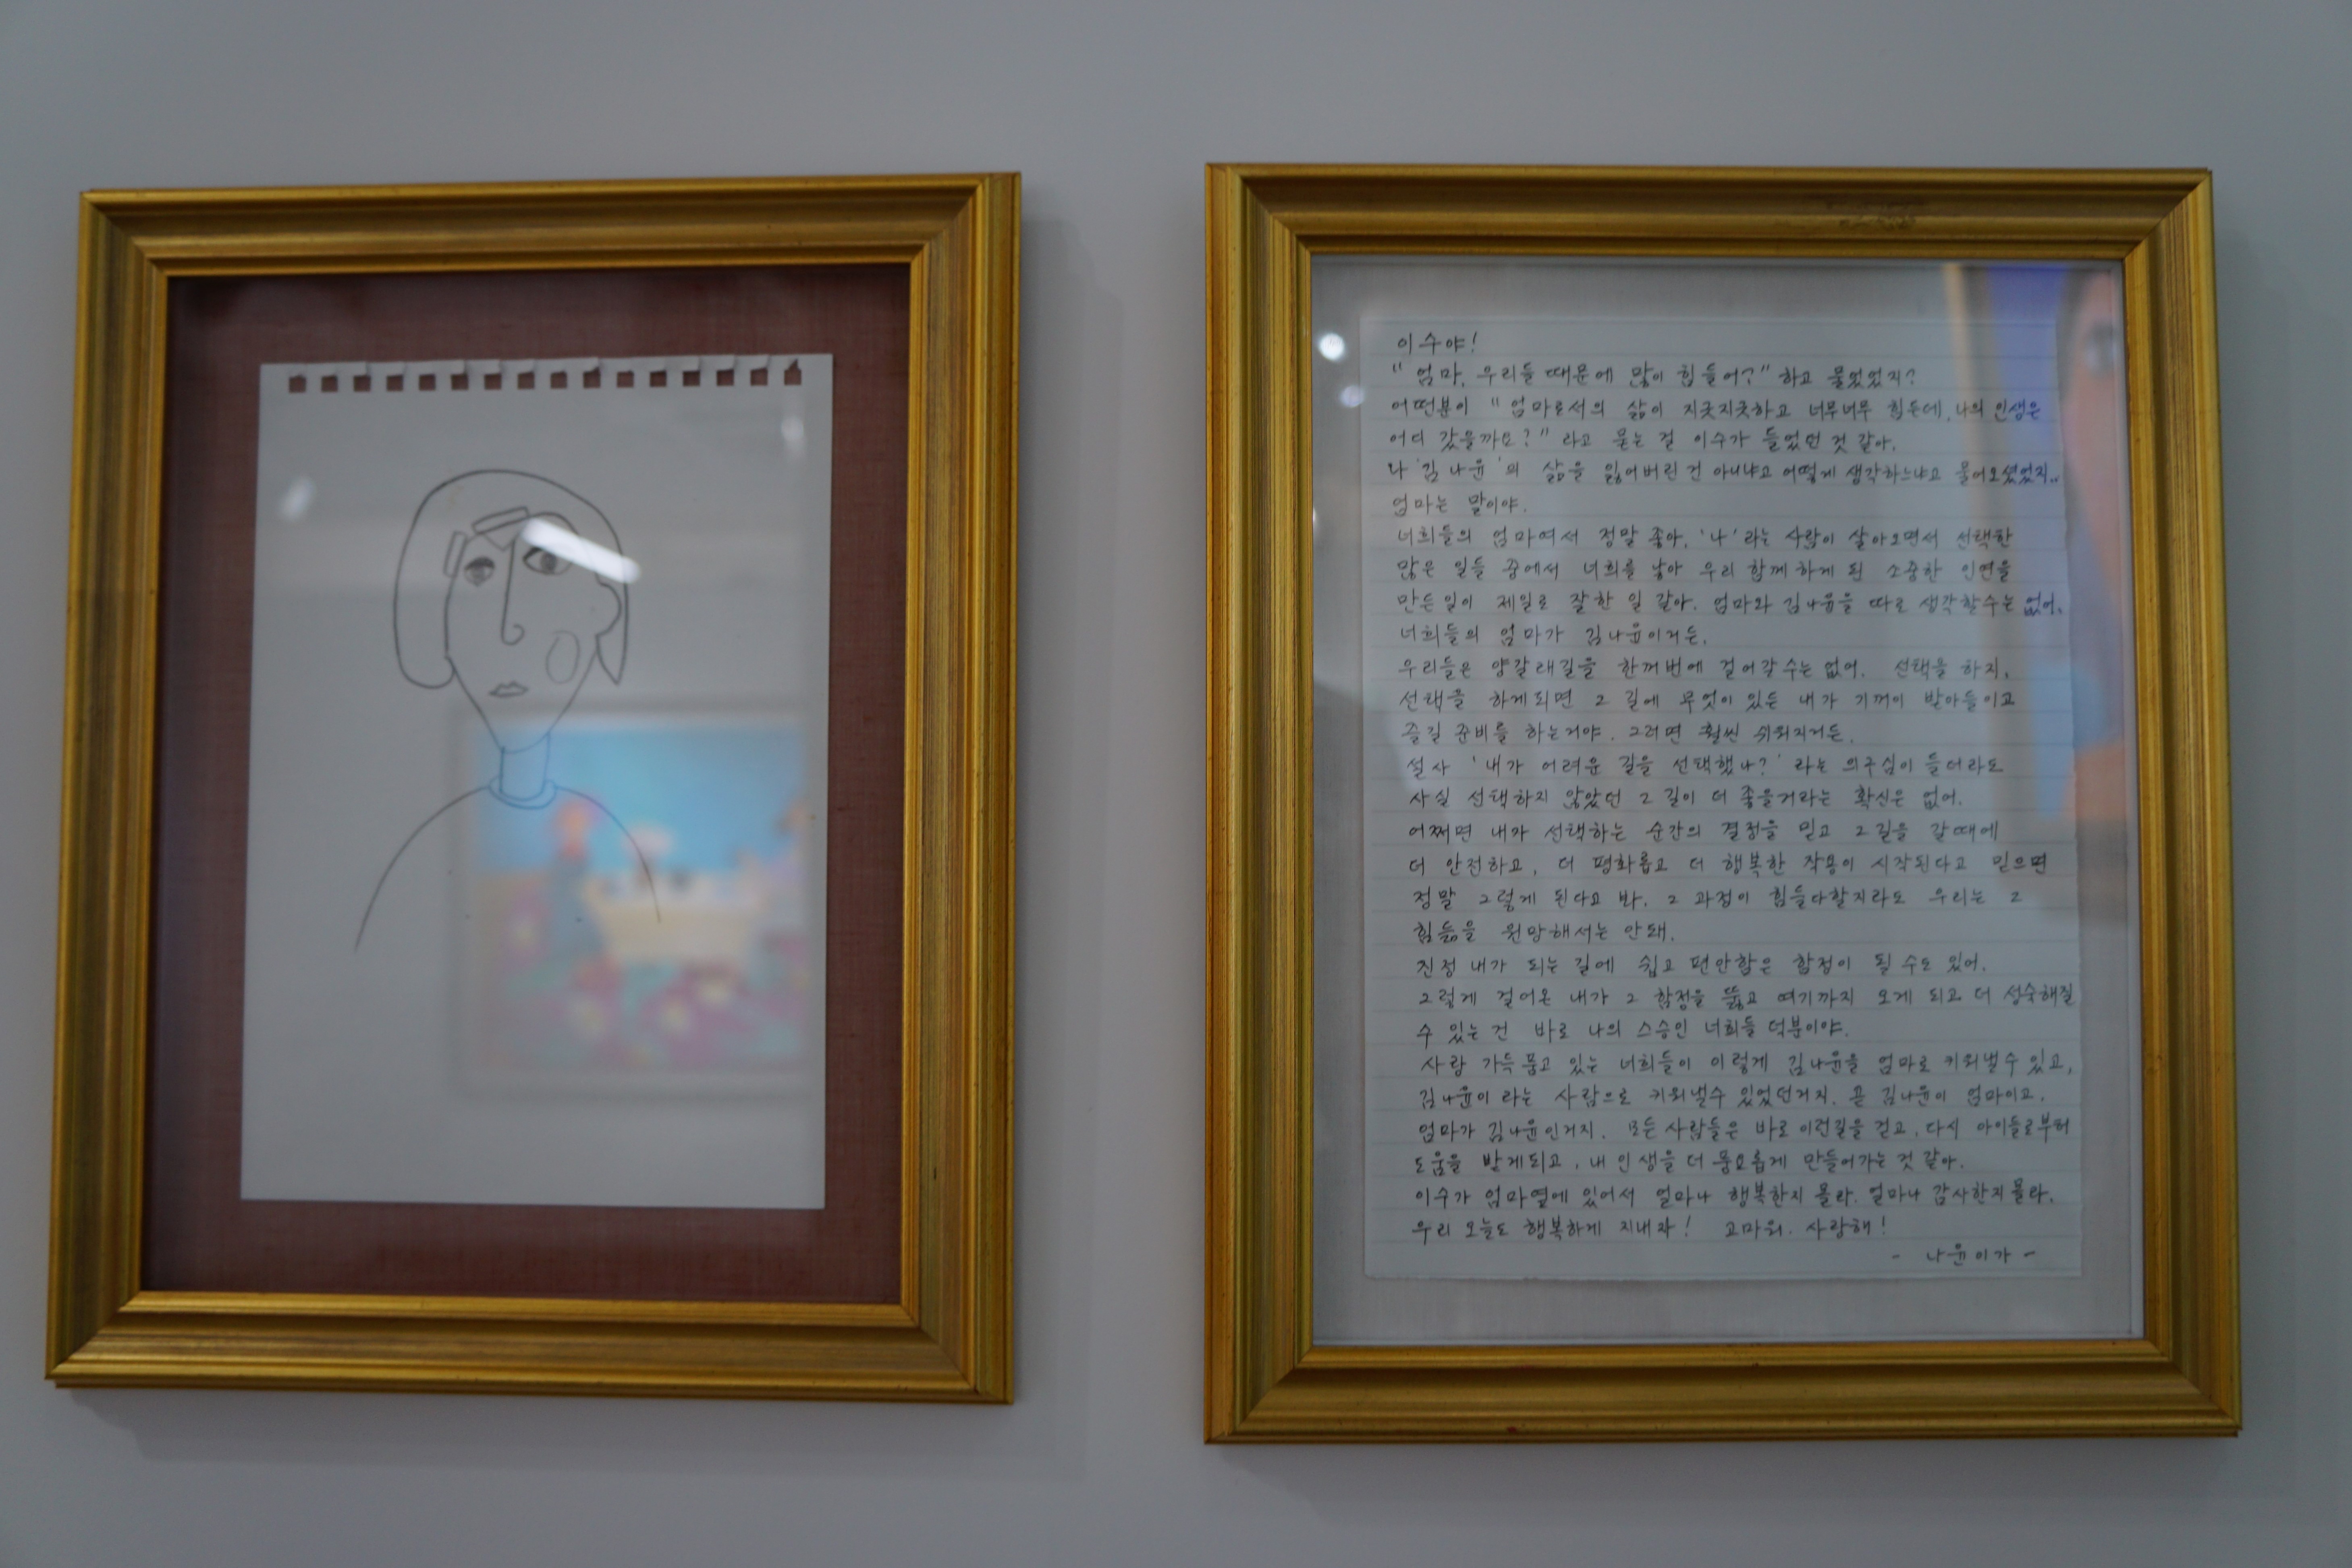 이수야!
"엄마, 우리들 때문에 많이 힘들어?" 하고 물었었지?
어떤분이 "엄마로서의 삶이 지긋지긋하고 너무너무 힘든데, 나의 인생은
어디 갔을까요?" 라고 묻는 걸 이수가 들었던 것 같아.
나 '김나윤'의 삶을 잃어버린 건 아니냐고 어떻게 생각하느냐고 물어오셨었지..
엄마는 말이야.
너희들의 엄마여서 정말 좋아. '나'라는 사람이 살아오면서 선택한
많은 일들 중에서 너희를 낳아 우리 함께 하게 된 소중한 인연을
만든일이 제일로 잘한 일 같아. 엄마와 김나윤을 따로 생각할수는 없어.
너희들의 엄마가 김나윤이거든.
우리들은 양갈래길을 한꺼번에 걸어갈수는 없어. 선택을 하지.
선택을 하게되면 그 길에 무엇이 있든 내가 기꺼이 받아들이고
즐길 준비를 하는거야. 그러면 훨씬 쉬워지거든.
설사 '내가 어려운 길을 선택했나?' 라는 의구심이 들더라도
사실 선택하지 않았던 그 길이 더 좋을거라는 확신은 없어.
어쩌면 내가 선택하는 순간의 결정을 믿고 그길을 갈때에
더 안전하고, 더 평화롭고 더 행복한 작용이 시작된다고 믿으면
정말 그렇게 된다고 봐. 그 과정이 힘들다할지라도 우리는 그
힘듦을 원망해서는 안돼.
진정 내가 되는 길에 쉽고 편안함은 함정이 될 수도 있어.
그렇게 걸어온 내가 그 함정을 뚫고 여기까지 오게 되고 더 성숙해질
수 있는 건 바로 나의 스승인 너희들 덕분이야.
사랑 가득 품고 있는 너희들이 이렇게 김나윤을 엄마로 키워낼수 있고,
김나윤이 라는 사람으로 키워낼수 있었던거지. 곧 김나윤이 엄마이고,
엄마가 김나윤인거지. 모든 사람들은 바로 이런길을 걷고, 다시 아이들로부터
도움을 받게되고, 내 인생을 더 풍요롭게 만들어가는 것 같아.
이수가 엄마옆에 있어서 얼마나 행복한지 몰라. 얼마나 감사한지 몰라.
우리 오늘도 행복하게 지내자! 고마워. 사랑해!
- 나윤이가 -